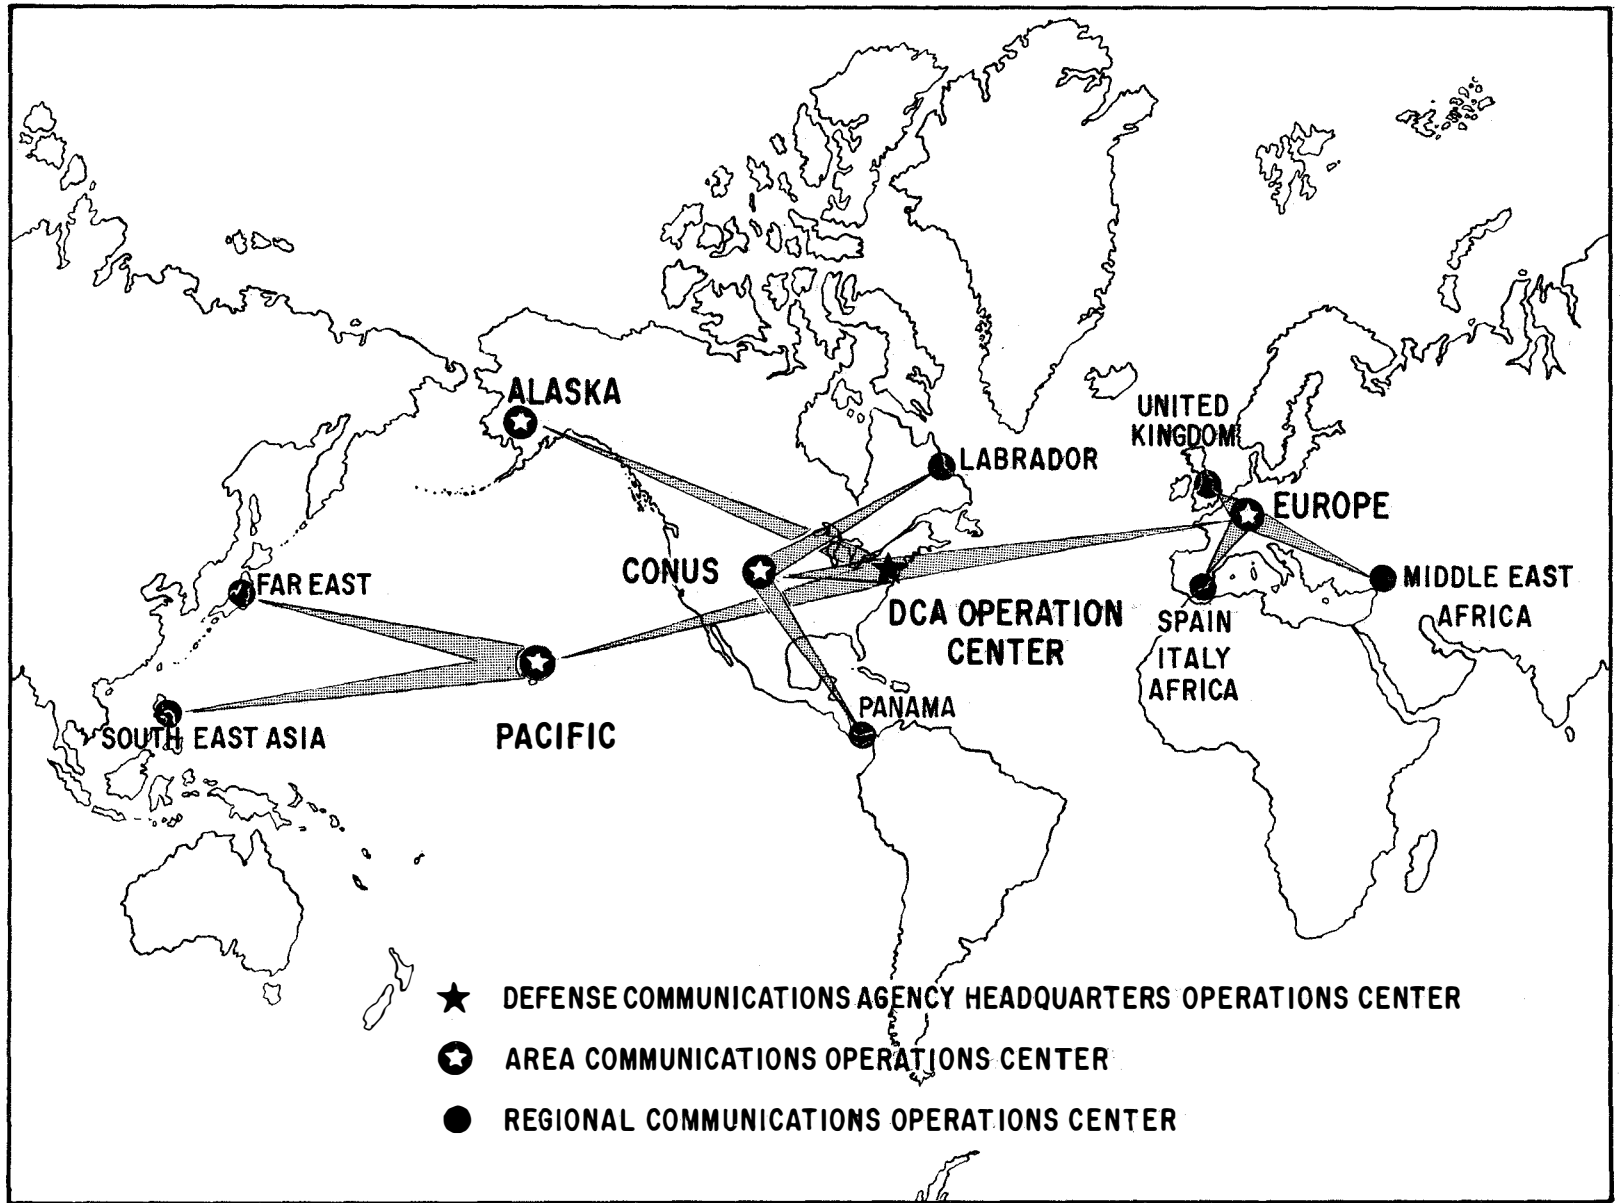 ALASKA
UNITED
KINGDOM
LABRADOR
EUROPE
CONUS
FAR EAST
MIDDLE EAST
AFRICA
DCA OPERATION
CENTER
SPAIN
ITALY
AFRICA
PANAMA
SOUTH EAST ASIA
PACIFIC
DEFENSE COMMUNICATIONS AGENCY HEADQUARTERS OPERATIONS CENTER
AREA COMMUNICATIONS OPERATIONS CENTER
REGIONAL COMMUNICATIONS OPERATIONS CENTER